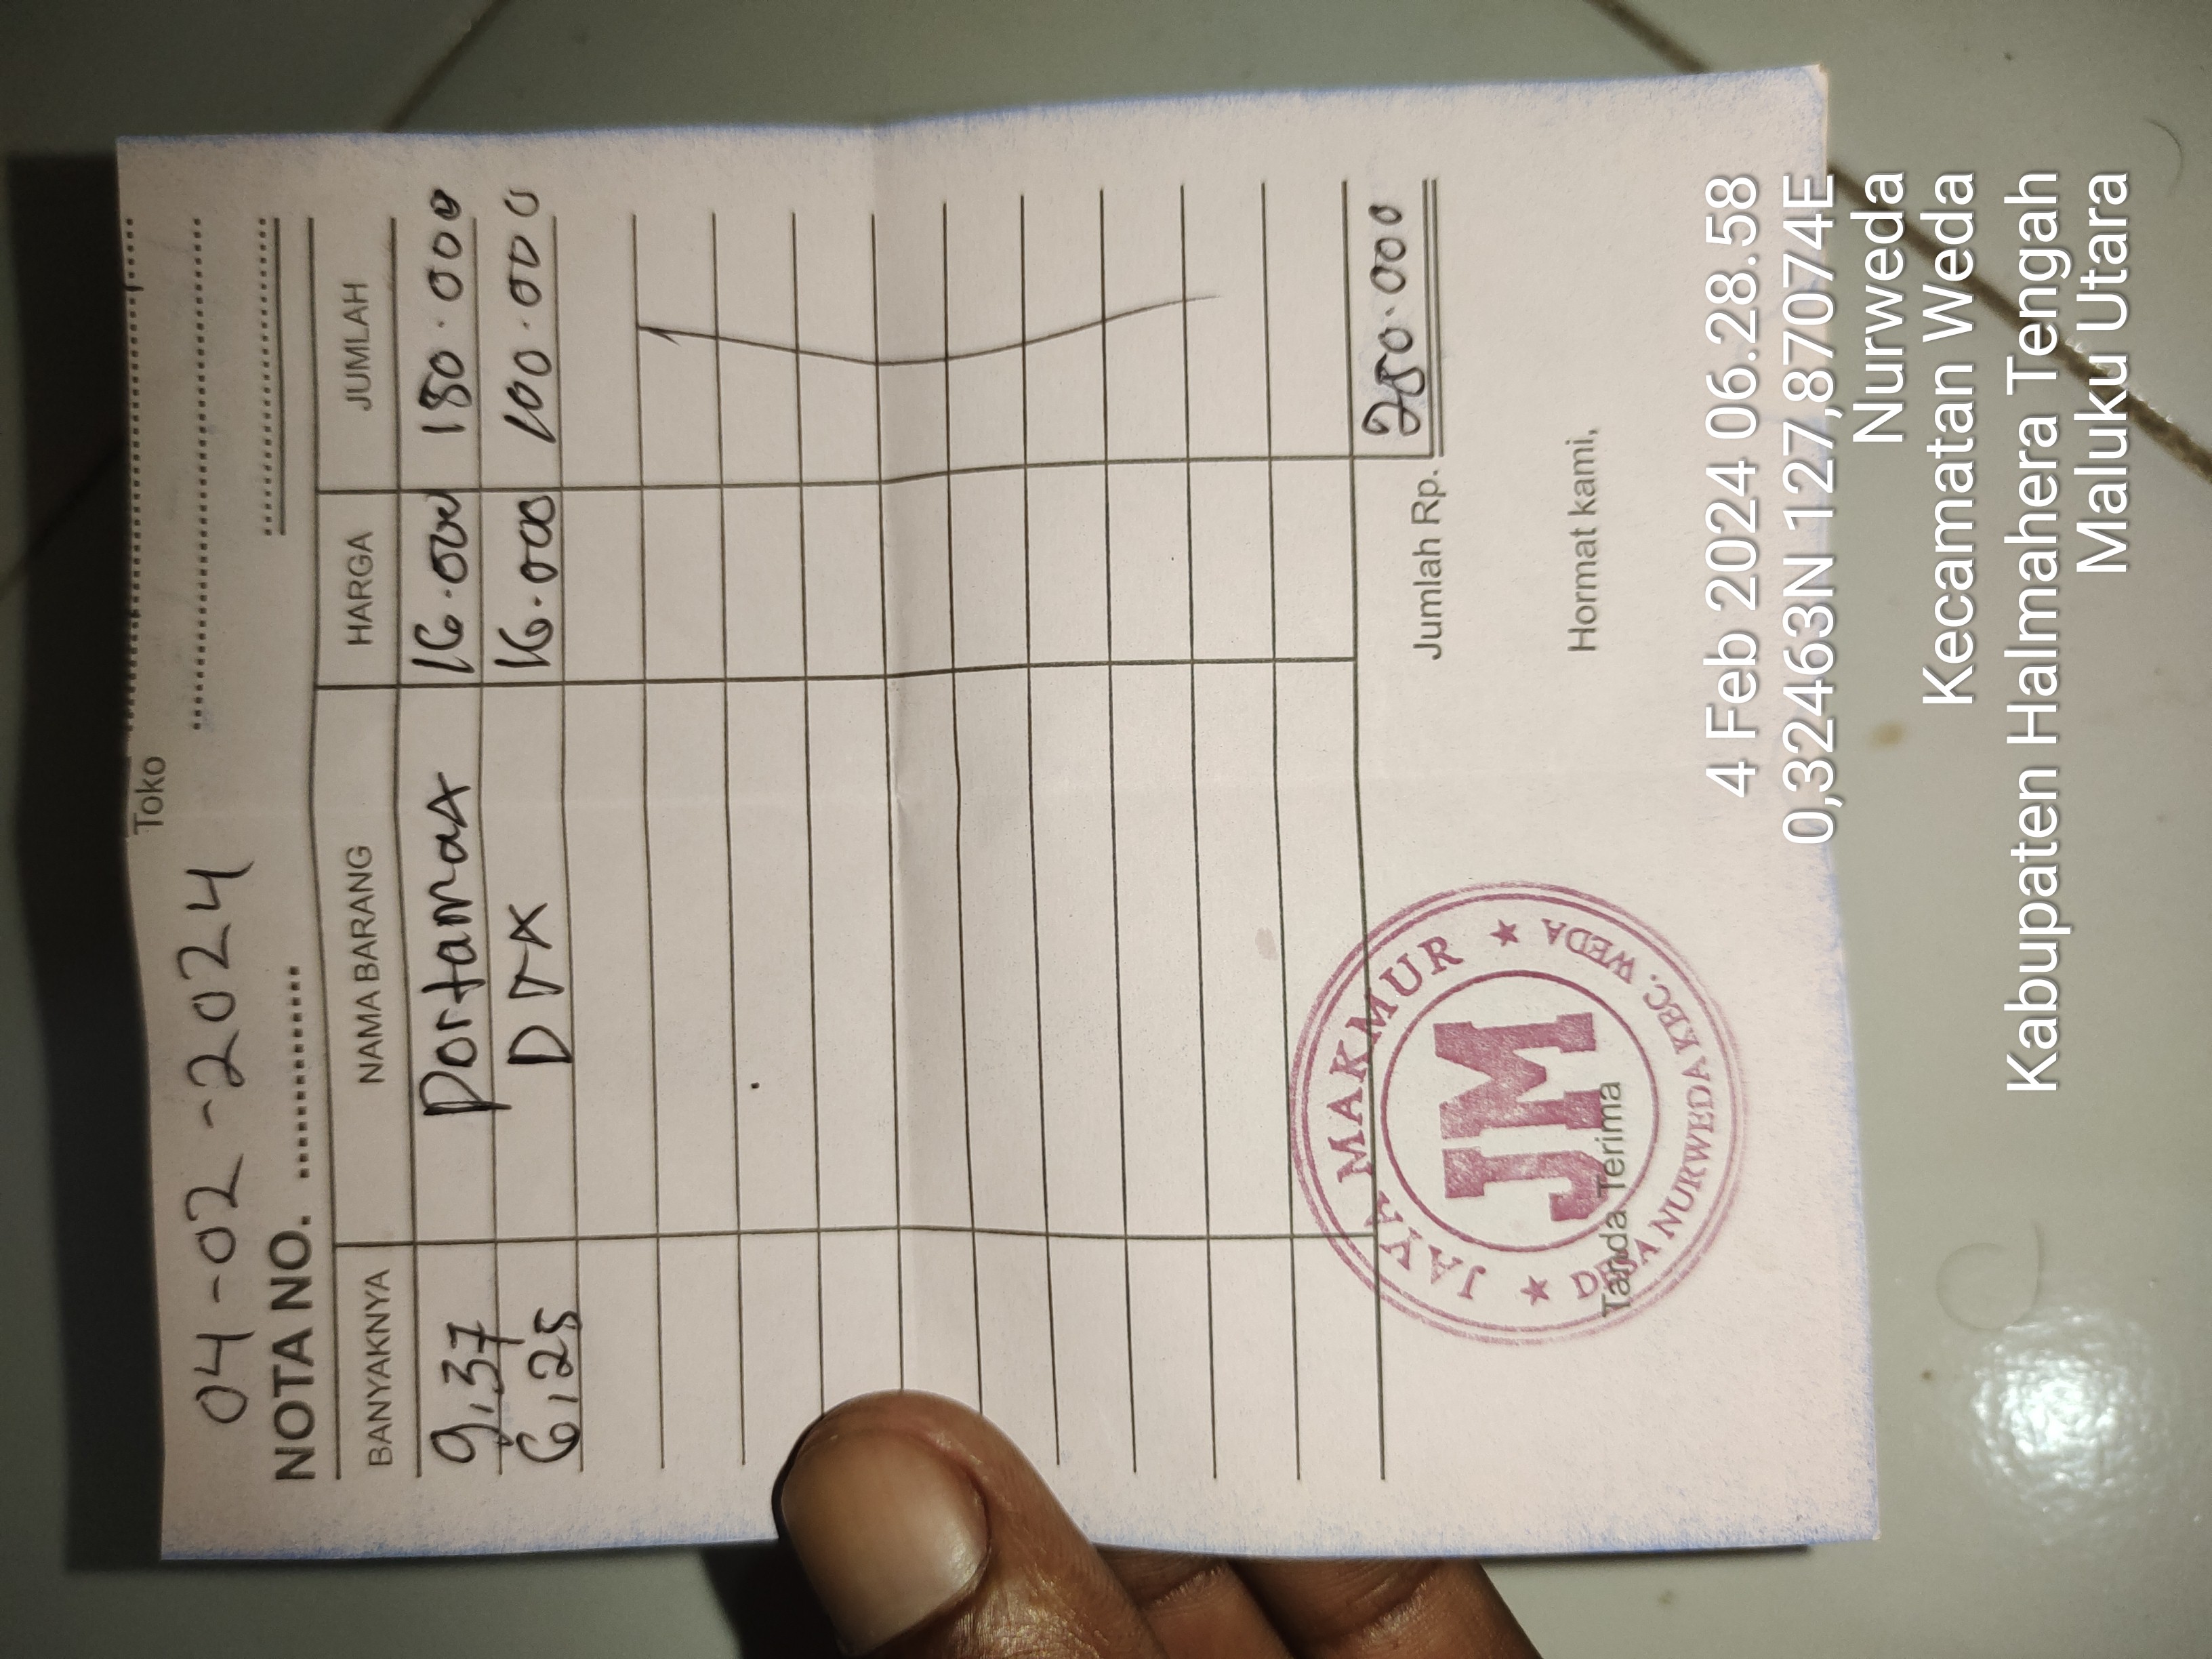 04-02-2024
Toko
NOTA NO.
BANYAKNYA NAMA BARANG HARGA JUMLAH
9,37 Pertamax 16.000 150.000
6,25 DTX 16.000 100.000
Jumlah Rp. 250.000
Tanda Terima Hormat kami,
JAYA MAKMUR
JM
DESA NURWEDA KEC. WEDA
4 Feb 2024 06.28.58
0,32463N 127,87074E
Nurweda
Kecamatan Weda
Kabupaten Halmahera Tengah
Maluku Utara